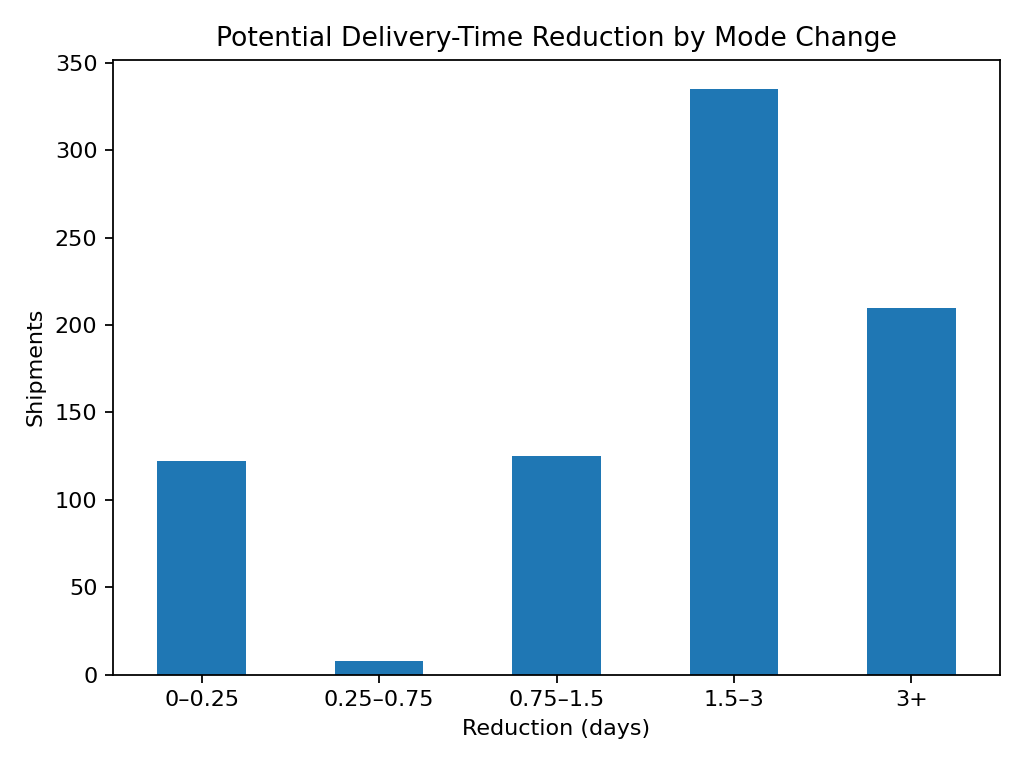 Potential Delivery-Time Reduction by Mode Change
350
300
250
200
150
100
50
0
Shipments
0–0.25 0.25–0.75 0.75–1.5 1.5–3 3+
Reduction (days)